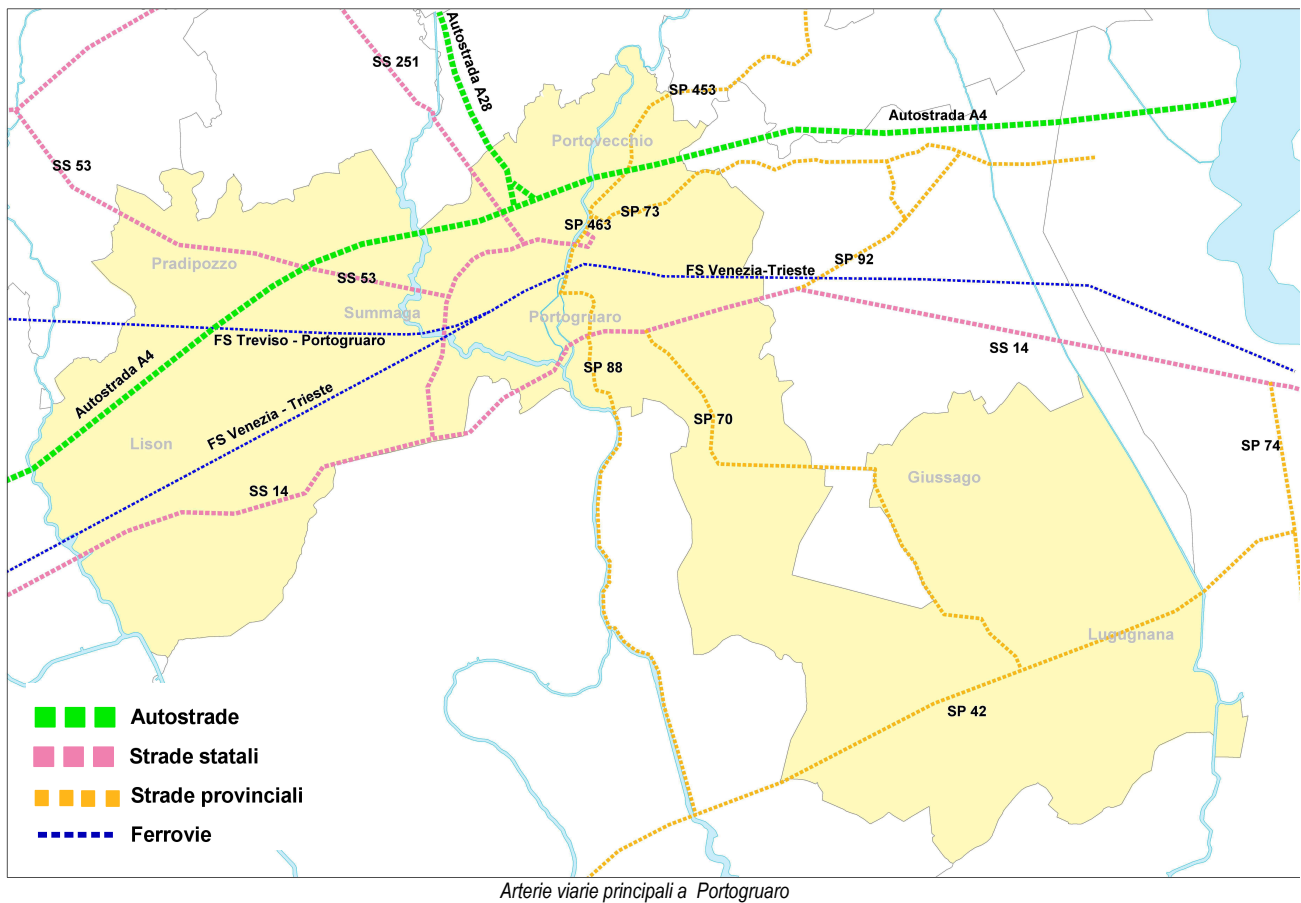 SS 251
Autostrada A28
SP 453
Autostrada A4
Portovecchio
SS 53
SP 463
SP 73
Pradipozzo
SS 53
FS Venezia-Trieste
SP 92
Summaga
Portogruaro
FS Treviso - Portogruaro
SS 14
Autostrada A4
SP 88
FS Venezia - Trieste
SP 70
Lison
SP 74
Giussago
SS 14
Lugugnana
SP 42
Autostrade
Strade statali
Strade provinciali
Ferrovie
Arterie viarie principali a Portogruaro